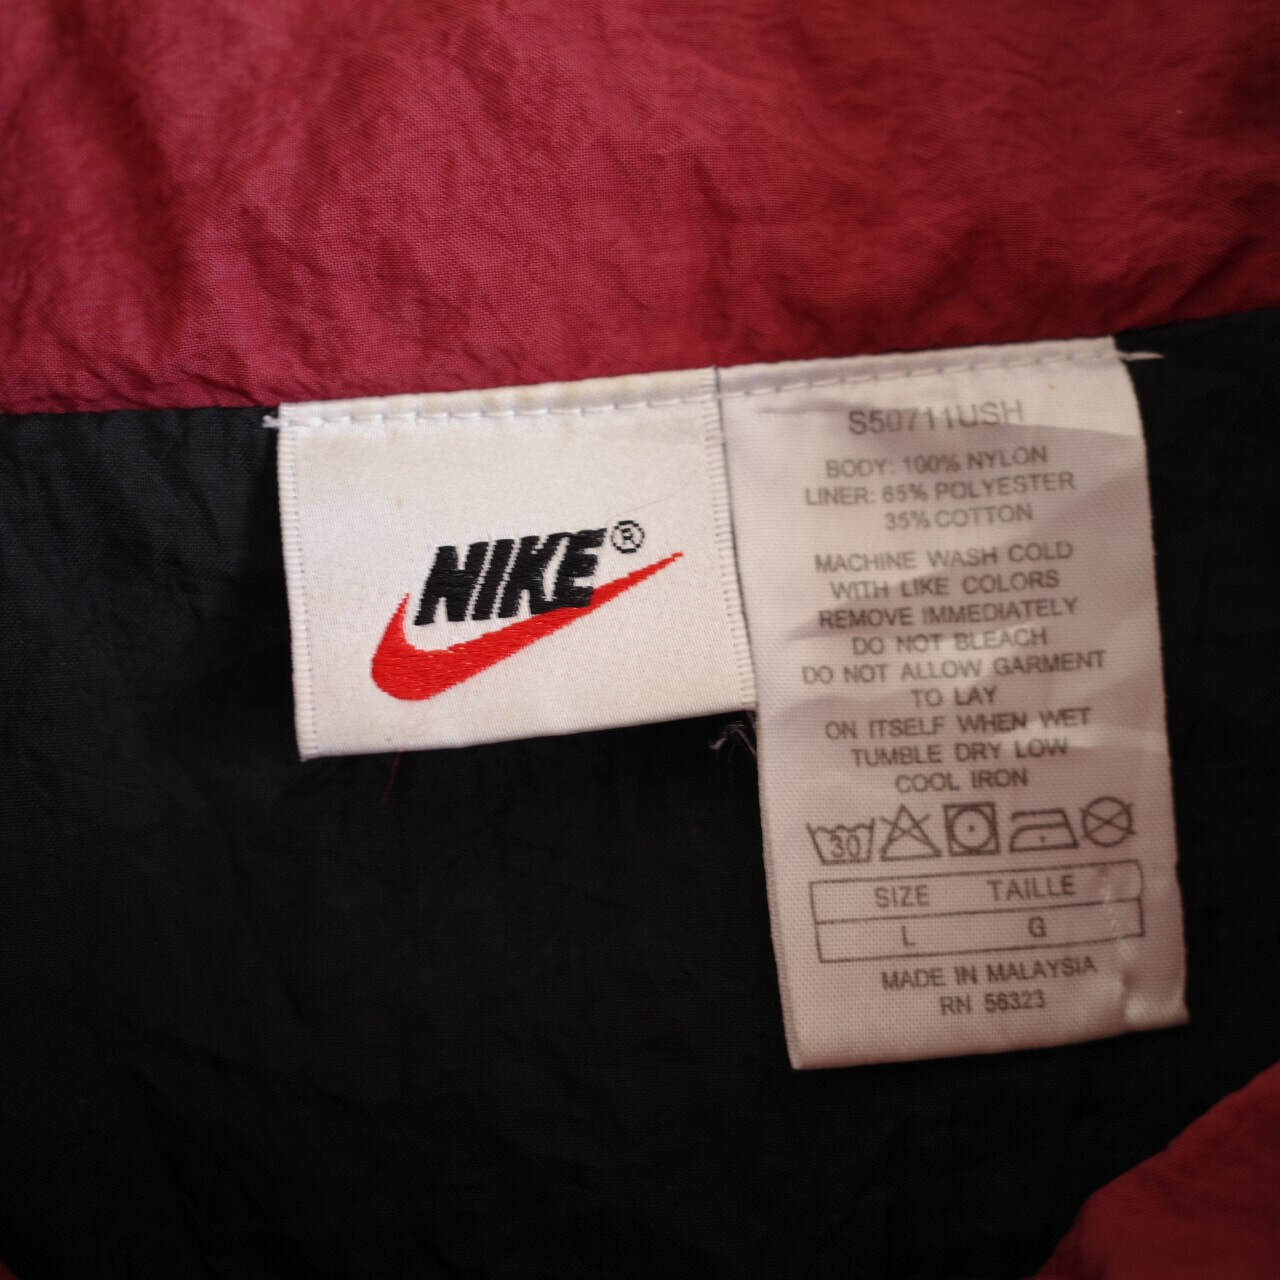 NIKE®
S50711USH
BODY: 100% NYLON
LINER: 65% POLYESTER
35% COTTON
MACHINE WASH COLD
WITH LIKE COLORS
REMOVE IMMEDIATELY
DO NOT BLEACH
DO NOT ALLOW GARMENT
TO LAY
ON ITSELF WHEN WET
TUMBLE DRY LOW
COOL IRON
30
SIZE TAILLE
L G
MADE IN MALAYSIA
RN 56323